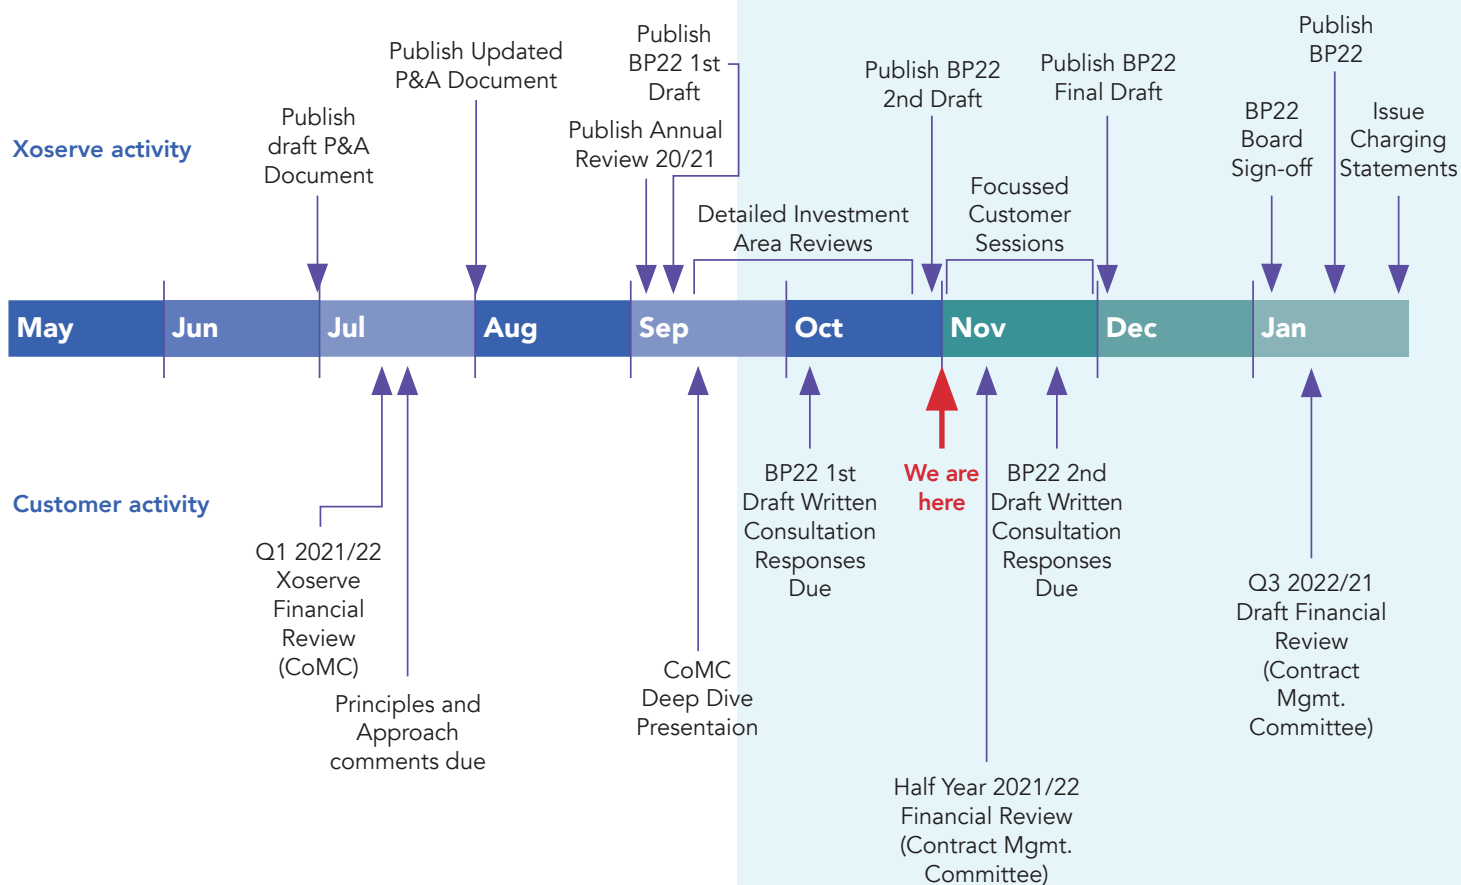 Publish
BP22 1st
Draft
Publish
BP22
Publish Updated
P&A Document
Publish BP22
2nd Draft
Publish BP22
Final Draft
Publish
draft P&A
Document
Publish Annual
Review 20/21
BP22
Board
Sign-off
Issue
Charging
Statements
Xoserve activity
Detailed Investment
Area Reviews
Focussed
Customer
Sessions
May
Jun
Jul
Aug
Sep
Oct
Nov
Dec
Jan
Customer activity
Q1 2021/22
Xoserve
Financial
Review
(CoMC)
Principles and
Approach
comments due
CoMC
Deep Dive
Presentaion
BP22 1st
Draft Written
Consultation
Responses
Due
We are
here
Half Year 2021/22
Financial Review
(Contract Mgmt.
Committee)
BP22 2nd
Draft Written
Consultation
Responses
Due
Q3 2022/21
Draft Financial
Review
(Contract
Mgmt.
Committee)